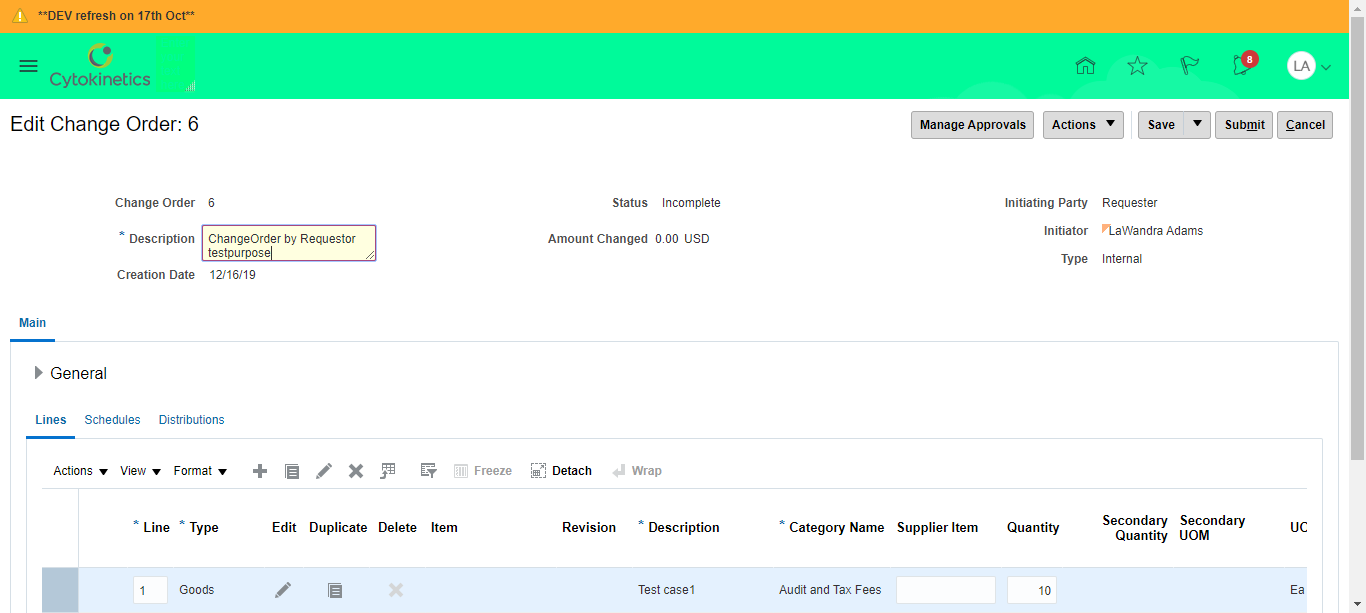 **DEV refresh on 17th Oct**
Cytokinetics
8
LA
Edit Change Order: 6
Manage Approvals Actions Save Submit Cancel
Change Order 6 Status Incomplete Initiating Party Requester
* Description ChangeOrder by Requestor
testpurpose
Amount Changed 0.00 USD
Initiator LaWandra Adams
Creation Date 12/16/19
Type Internal
Main
General
Lines Schedules Distributions
Actions View Format Freeze Detach Wrap
* Line * Type Edit Duplicate Delete Item Revision * Description * Category Name Supplier Item Quantity Secondary Quantity Secondary UOM UO
1 Goods Test case1 Audit and Tax Fees 10 Ea